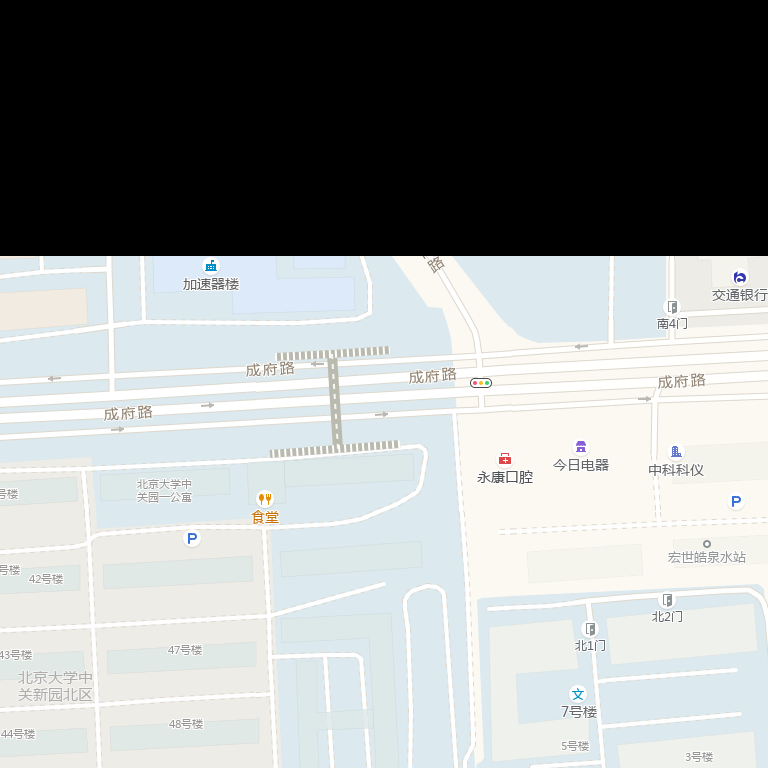 路
加速器楼
交通银行
南4门
成府路
成府路
成府路
成府路
永康口腔
今日电器
中科科仪
北京大学中
关园一公寓
号楼
食堂
P
P
宏世皓泉水站
号楼
42号楼
北2门
北1门
47号楼
43号楼
北京大学中
关新园北区
文
7号楼
48号楼
44号楼
5号楼
3号楼